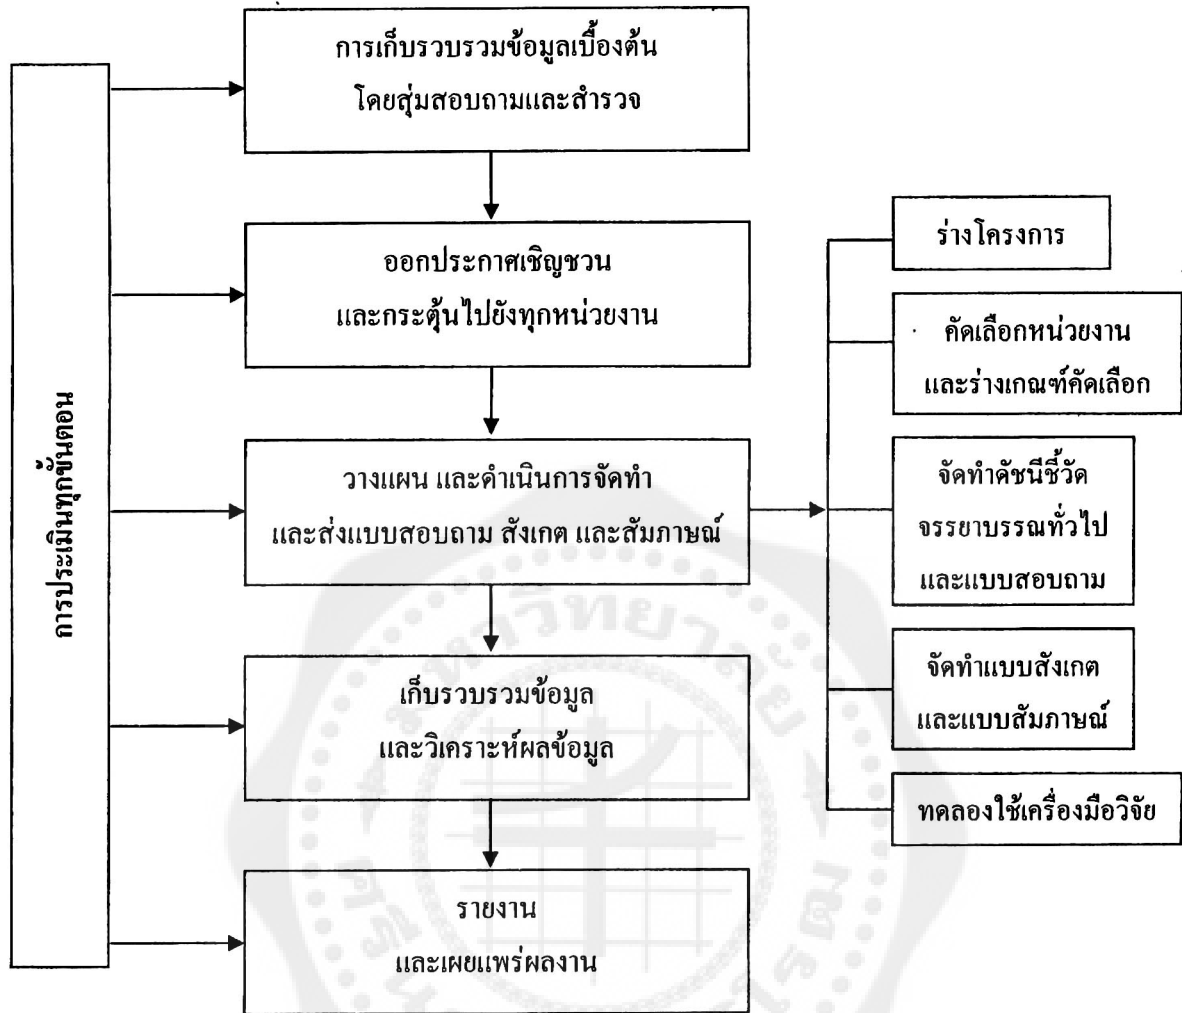 การเก็บรวบรวมข้อมูลเบื้องต้น
โดยสุ่มสอบถามและสำรวจ
ออกประกาศเชิญชวน
และกระตุ้นไปยังทุกหน่วยงาน
วางแผน และดำเนินการจัดทำ
และส่งแบบสอบถาม สังเกต และสัมภาษณ์
เก็บรวบรวมข้อมูล
และวิเคราะห์ผลข้อมูล
รายงาน
และเผยแพร่ผลงาน
การประเมินทุกขั้นตอน
ร่างโครงการ
คัดเลือกหน่วยงาน
และร่างเกณฑ์คัดเลือก
จัดทำดัชนีชี้วัด
จรรยาบรรณทั่วไป
และแบบสอบถาม
จัดทำแบบสังเกต
และแบบสัมภาษณ์
ทดลองใช้เครื่องมือวิจัย
มหาวิทยาลัย